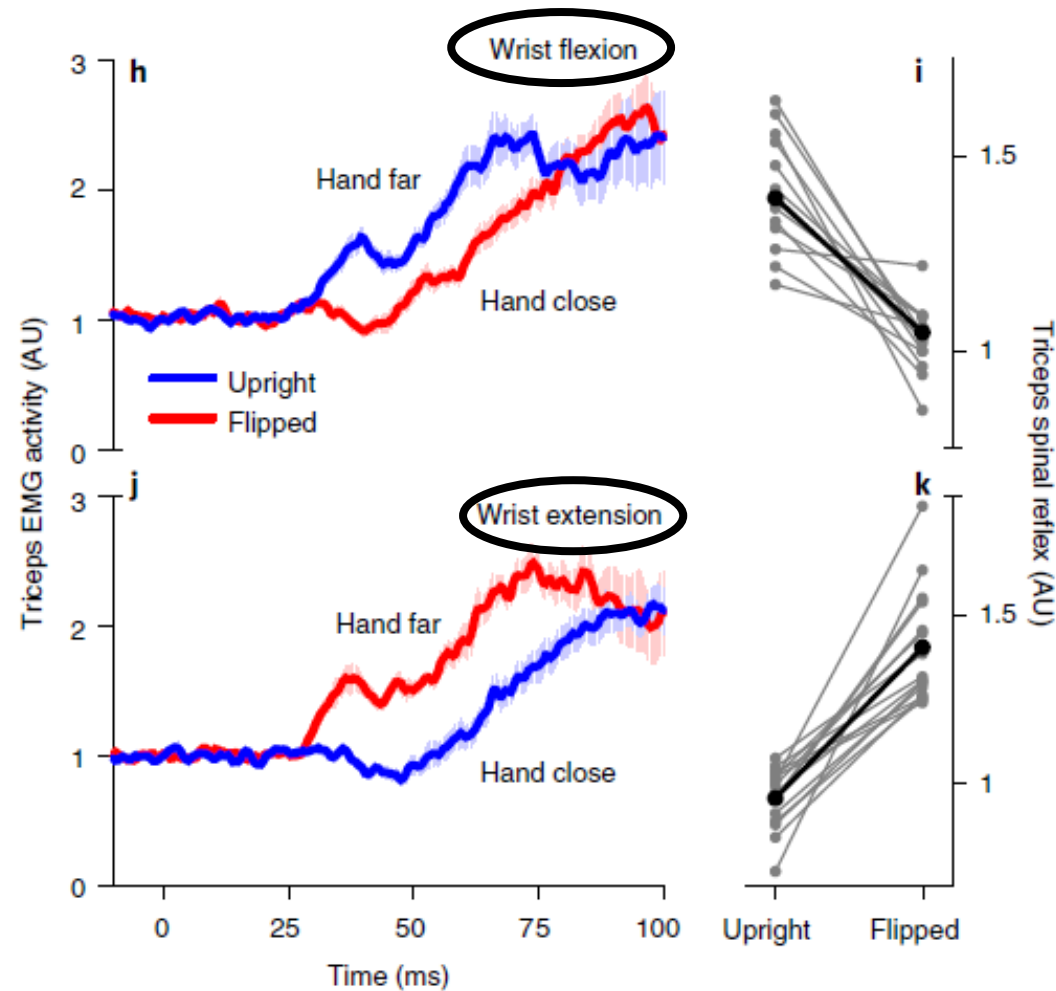 Wrist flexion
h
i
3
2
1
0
Hand far
Hand close
Upright
Flipped
1.5
1
Triceps EMG activity (AU)
Triceps spinal reflex (AU)
j
k
Wrist extension
3
2
1
0
Hand far
Hand close
1.5
1
0
25
50
75
100
Time (ms)
Upright
Flipped